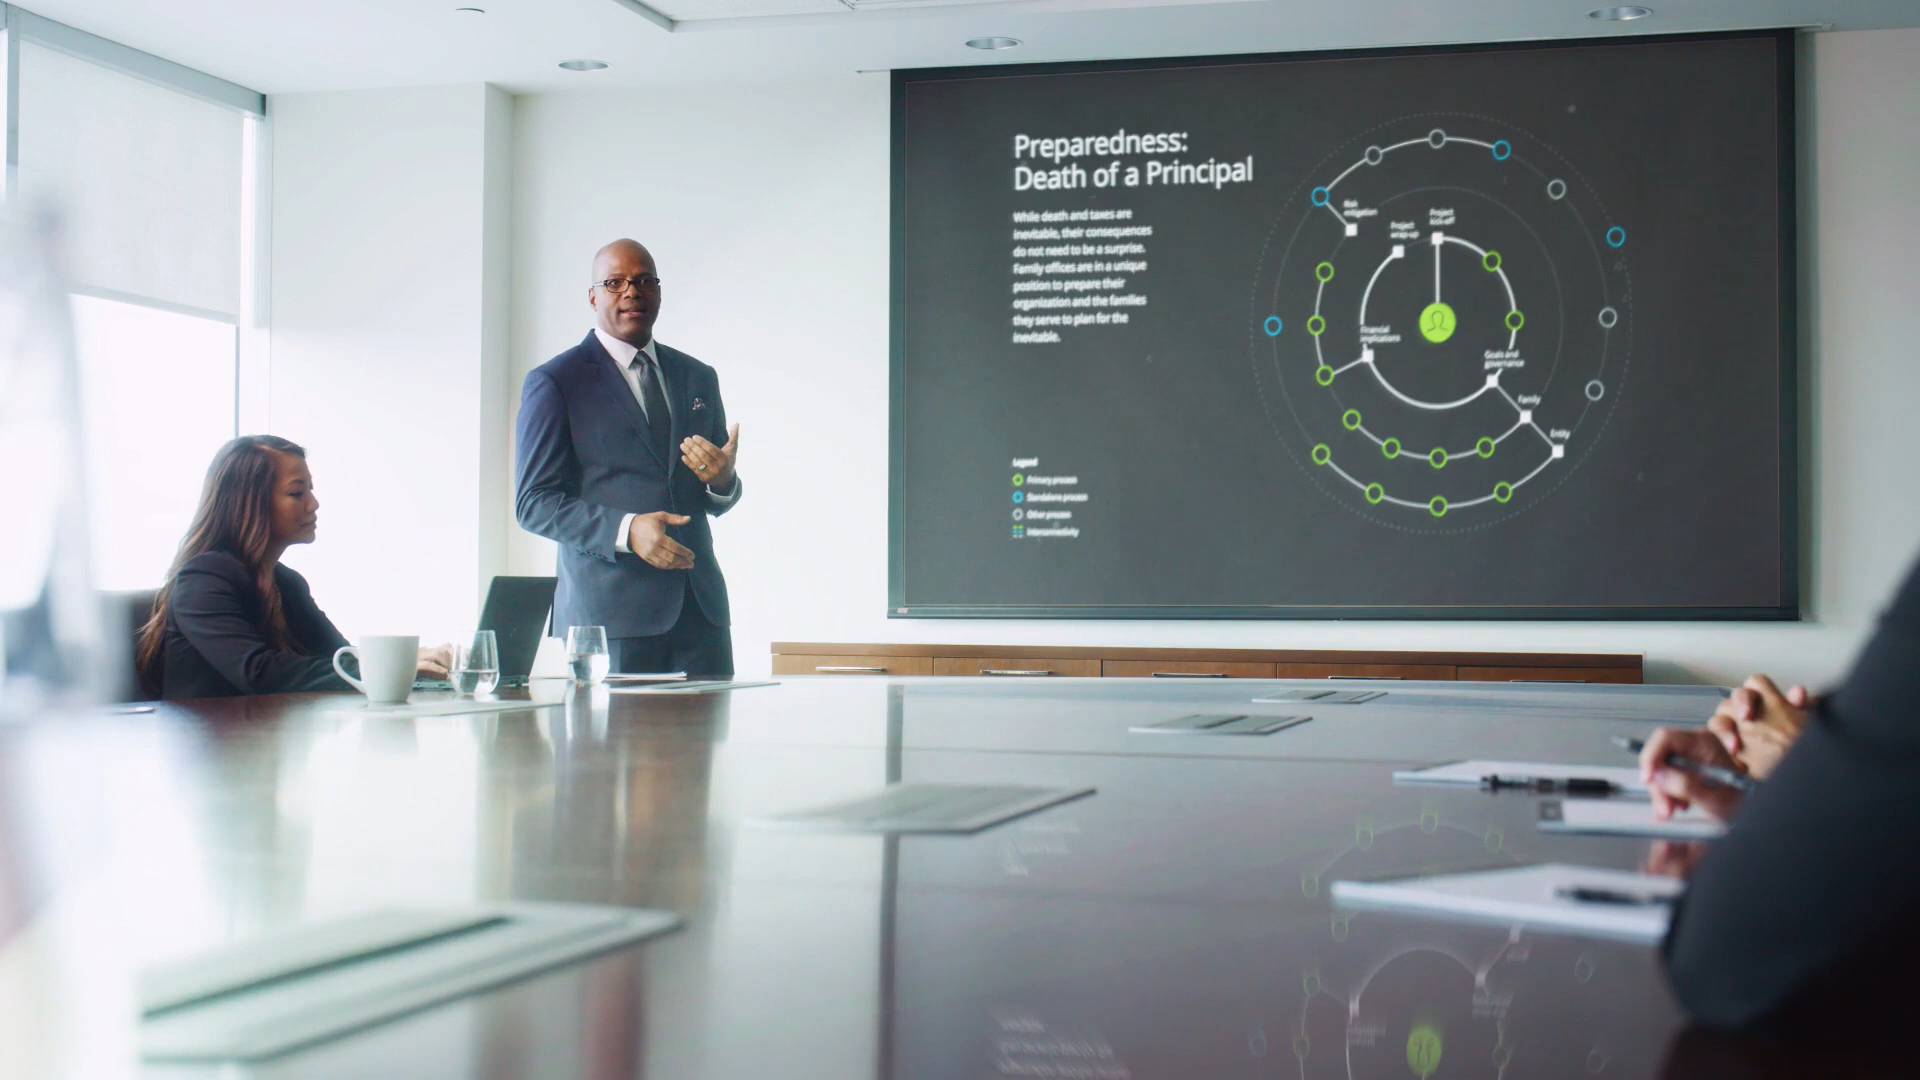 Preparedness:
Death of a Principal
While death and taxes are
inevitable, their consequences
do not need to be a surprise.
Family offices are in a unique
position to prepare their
organization and the families
they serve to plan for the
inevitable.
Risk
mitigation
Project
wrap-up
Project
kick-off
Financial
implications
Goals and
governance
Family
Entity
Legend
Primary process
Standalone process
Other process
Interconnectivity